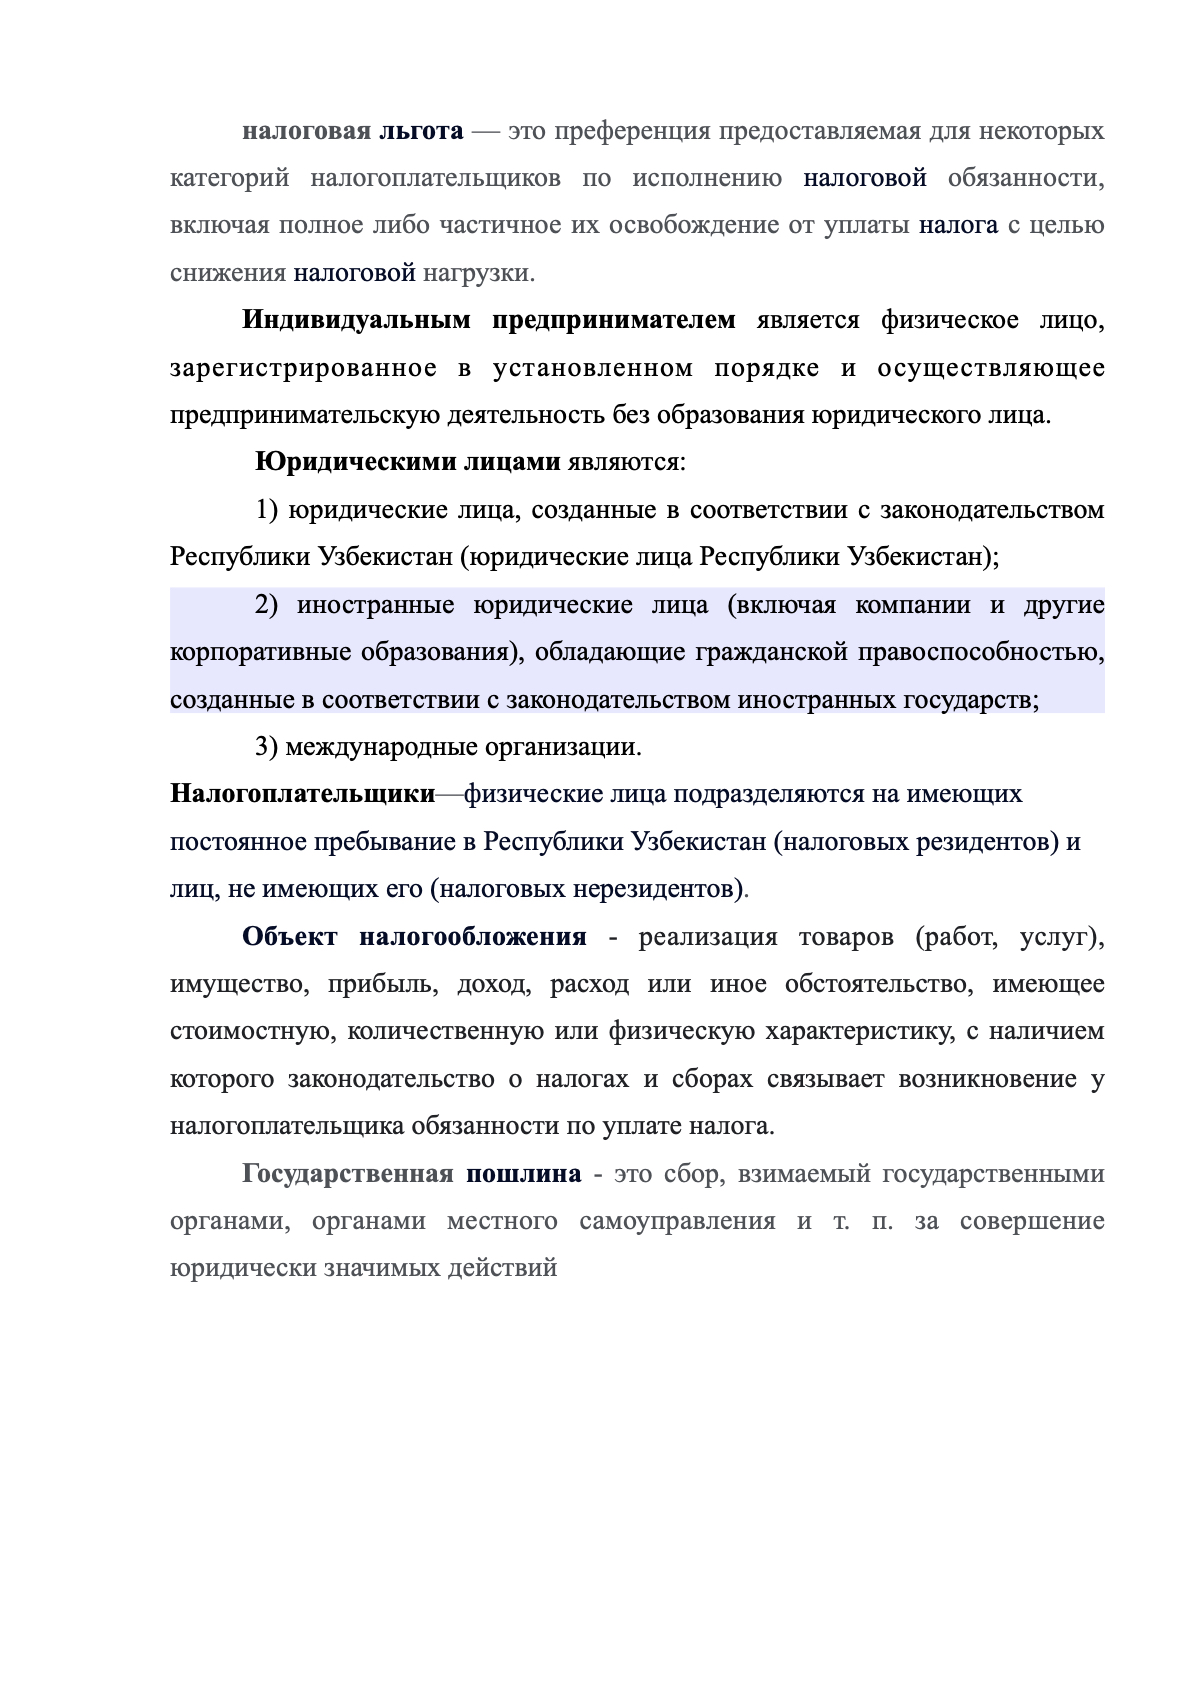 налоговая льгота — это преференция предоставляемая для некоторых
категорий налогоплательщиков по исполнению налоговой обязанности,
включая полное либо частичное их освобождение от уплаты налога с целью
снижения налоговой нагрузки.
Индивидуальным предпринимателем является физическое лицо,
зарегистрированное в установленном порядке и осуществляющее
предпринимательскую деятельность без образования юридического лица.
Юридическими лицами являются:
1) юридические лица, созданные в соответствии с законодательством
Республики Узбекистан (юридические лица Республики Узбекистан);
2) иностранные юридические лица (включая компании и другие
корпоративные образования), обладающие гражданской правоспособностью,
созданные в соответствии с законодательством иностранных государств;
3) международные организации.
Налогоплательщики—физические лица подразделяются на имеющих
постоянное пребывание в Республики Узбекистан (налоговых резидентов) и
лиц, не имеющих его (налоговых нерезидентов).
Объект налогообложения - реализация товаров (работ, услуг),
имущество, прибыль, доход, расход или иное обстоятельство, имеющее
стоимостную, количественную или физическую характеристику, с наличием
которого законодательство о налогах и сборах связывает возникновение у
налогоплательщика обязанности по уплате налога.
Государственная пошлина - это сбор, взимаемый государственными
органами, органами местного самоуправления и т. п. за совершение
юридически значимых действий